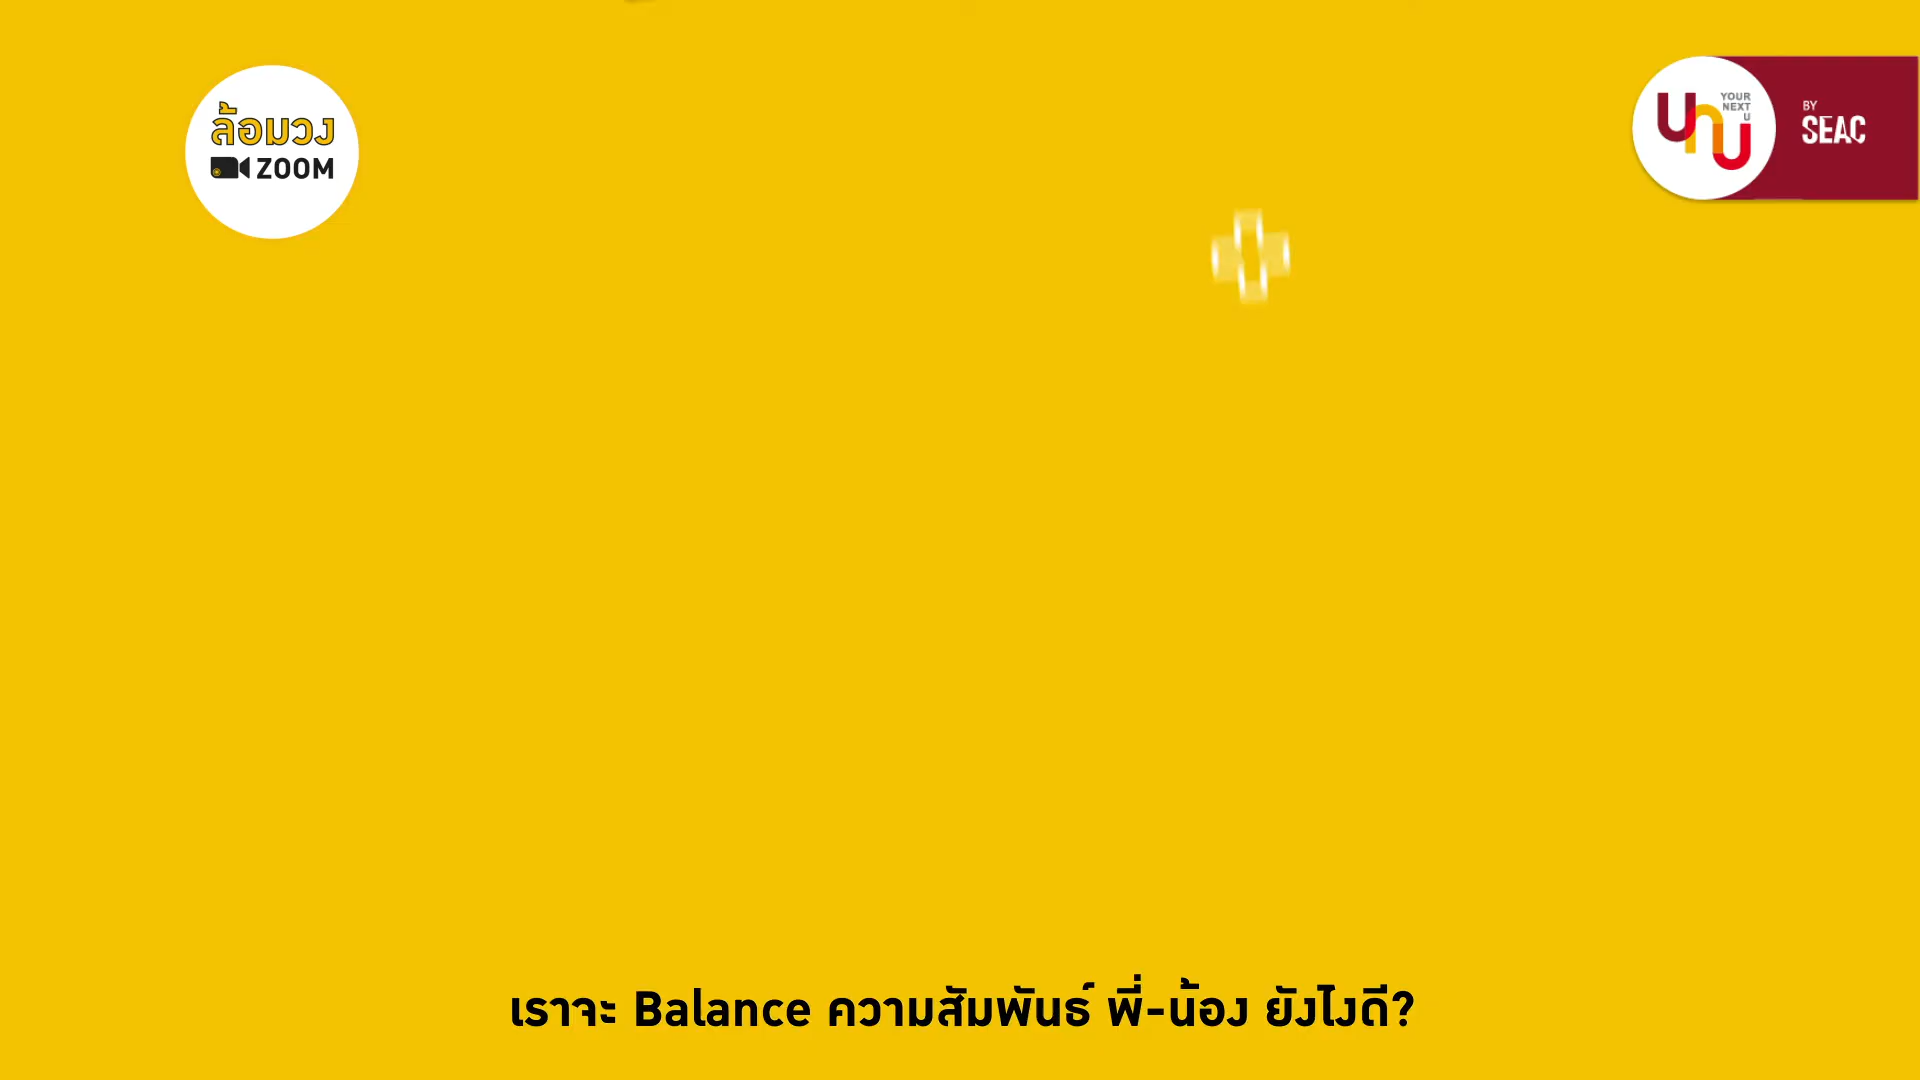 ล้อมวง
ZOOM
unu
YOUR
NEXT
U
BY
SEAC
เราจะ Balance ความสัมพันธ์ พี่-น้อง ยังไงดี?